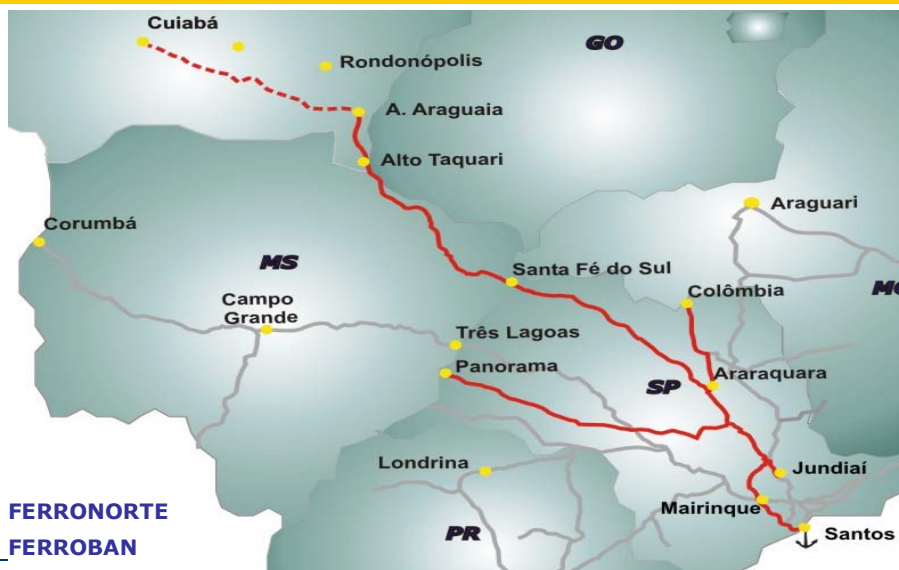 Cuiabá
Rondonópolis
GO
A. Araguaia
Alto Taquari
Araguari
Corumbá
MS
Santa Fé do Sul
Colômbia
MG
Campo
Grande
Três Lagoas
Panorama
SP
Araraquara
Londrina
Jundiaí
Mairinque
FERRONORTE
PR
Santos
FERROBAN